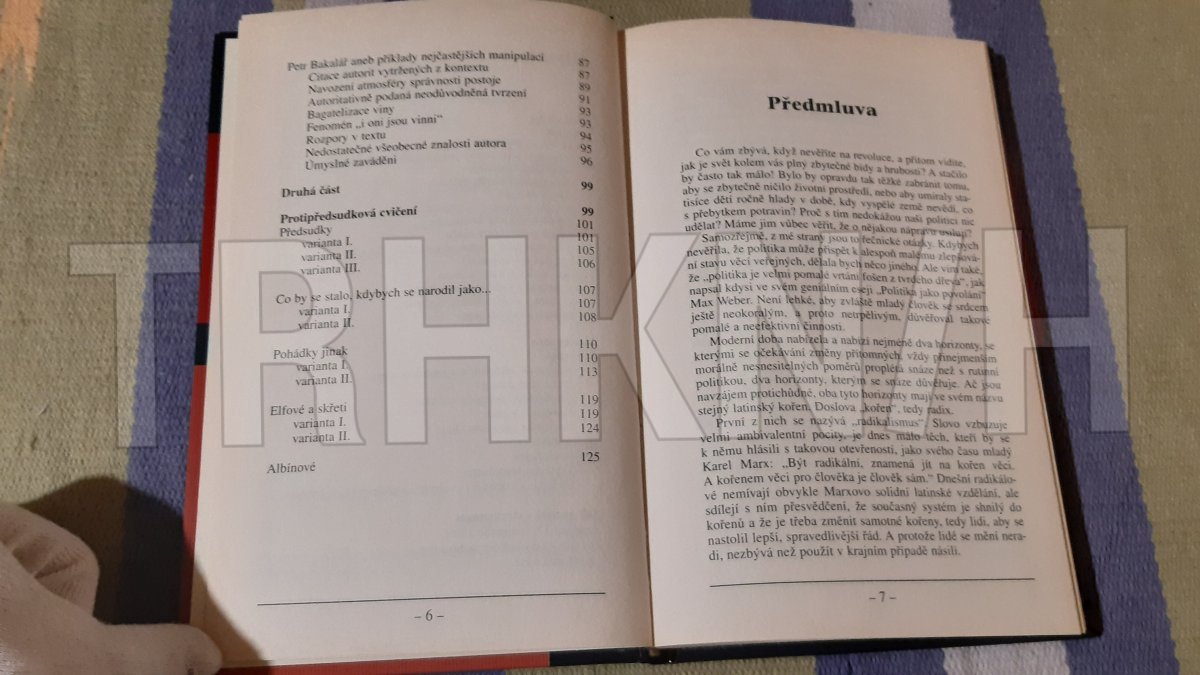 Petr Bakalář aneb příklady nejčastějších manipulací 87
Citace autorit vytržených z kontextu 87
Navození atmosféry správnosti postoje 89
Autoritativně podaná neodůvodněná tvrzení 91
Bagatelizace viny 93
Fenomén „i oni jsou vinni“ 93
Rozpory v textu 94
Nedostatečné všeobecné znalosti autora 95
Úmyslné zavádění 96
Druhá část 99
Protipředsudková cvičení 99
Předsudky 101
varianta I. 101
varianta II. 105
varianta III. 106
Co by se stalo, kdybych se narodil jako... 107
varianta I. 107
varianta II. 108
Pohádky jinak 110
varianta I. 110
varianta II. 113
Elfové a skřeti 119
varianta I. 119
varianta II. 124
Albínové 125
– 6 –
Předmluva
Co vám zbývá, když nevěříte na revoluce, a přitom vidíte,
jak je svět kolem vás plný zbytečné bídy a hrubosti? A stačilo
by často tak málo! Bylo by opravdu tak těžké zabránit tomu,
aby se zbytečně ničilo životní prostředí, nebo aby umíraly sta-
tisíce dětí ročně hlady v době, kdy vyspělé země nevědí, co
s přebytkem potravin? Proč s tím nedokážou naši politici nic
udělat? Máme jim vůbec věřit, že o nějakou nápravu usilují?
Samozřejmě, z mé strany jsou to řečnické otázky. Kdybych
nevěřila, že politika může přispět k alespoň malému zlepšová-
ní stavu věcí veřejných, dělala bych něco jiného. Ale vím také,
že „politika je velmi pomalé vrtání fošen z tvrdého dřeva“, jak
napsal kdysi ve svém geniálním eseji „Politika jako povolání“
Max Weber. Není lehké, aby zvláště mladý člověk se srdcem
ještě neokoralým, a proto netrpělivým, důvěřoval takové
pomalé a neefektivní činnosti.
Moderní doba nabízela a nabízí nejméně dva horizonty, se
kterými se očekávání změny přítomných, vždy přinejmenším
morálně nesnesitelných poměrů proplétá snáze než s rutinní
politikou, dva horizonty, kterým se snáze důvěřuje. Ač jsou
navzájem protichůdné, oba tyto horizonty mají ve svém názvu
stejný latinský kořen. Doslova „kořen“, tedy radix.
První z nich se nazývá „radikalismus“. Slovo vzbuzuje
velmi ambivalentní pocity, je dnes málo těch, kteří by se
k němu hlásili s takovou otevřeností, jako svého času mladý
Karel Marx: „Být radikální, znamená jít na kořen věci.
A kořenem věci pro člověka je člověk sám.“ Dnešní radikálo-
vé nemívají obvykle Marxovo solidní latinské vzdělání, ale
sdílejí s ním přesvědčení, že současný systém je shnilý do
kořenů a že je třeba změnit samotné kořeny, tedy lidi, aby se
nastolil lepší, spravedlivější řád. A protože lidé se mění nera-
di, nezbývá než použít v krajním případě násilí.
– 7 –
TRHKNIH